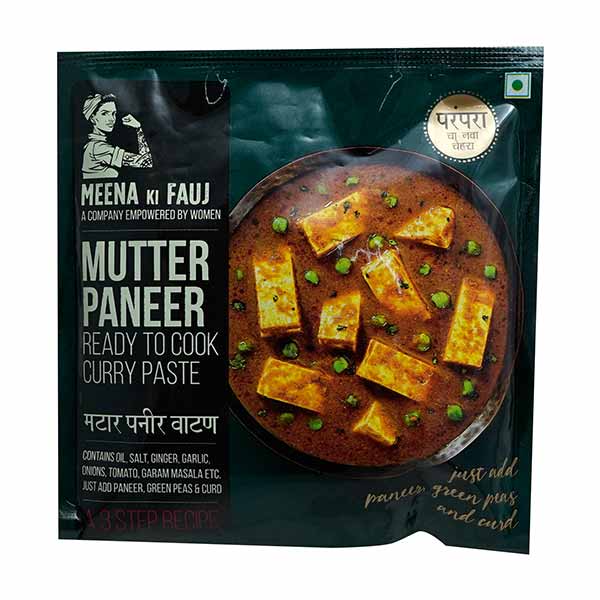 MEENA KI FAUJ
A COMPANY EMPOWERED BY WOMEN
MUTTER
PANEER
READY TO COOK
CURRY PASTE
मटार पनीर वाटण
CONTAINS OIL, SALT, GINGER, GARLIC,
ONIONS, TOMATO, GARAM MASALA ETC.
JUST ADD PANEER, GREEN PEAS & CURD
A 3 STEP RECIPE
परंपरा
चा नवा
चेहरा
just add
paneer, green peas
and curd